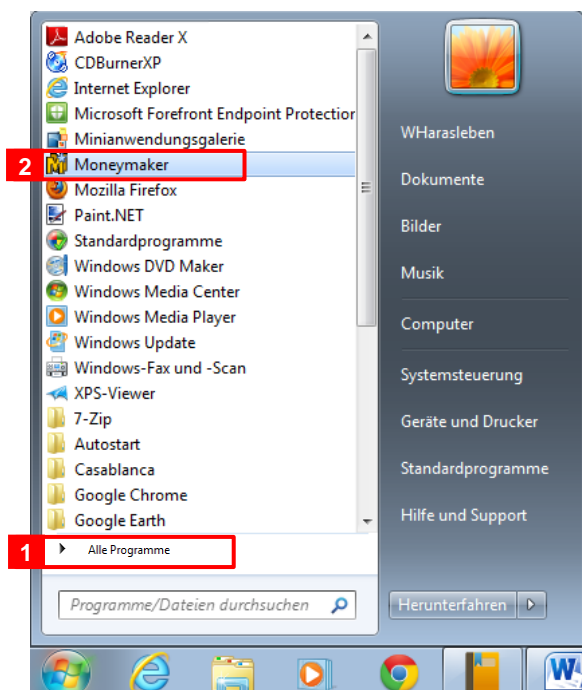 Adobe Reader X
CDBurnerXP
Internet Explorer
Microsoft Forefront Endpoint Protection
Minianwendungsgalerie
2 Moneymaker
Mozilla Firefox
Paint.NET
Standardprogramme
Windows DVD Maker
Windows Media Center
Windows Media Player
Windows Update
Windows-Fax und -Scan
XPS-Viewer
7-Zip
Autostart
Casablanca
Google Chrome
Google Earth
1 Alle Programme
Programme/Dateien durchsuchen
WHarasleben
Dokumente
Bilder
Musik
Computer
Systemsteuerung
Geräte und Drucker
Standardprogramme
Hilfe und Support
Herunterfahren
W